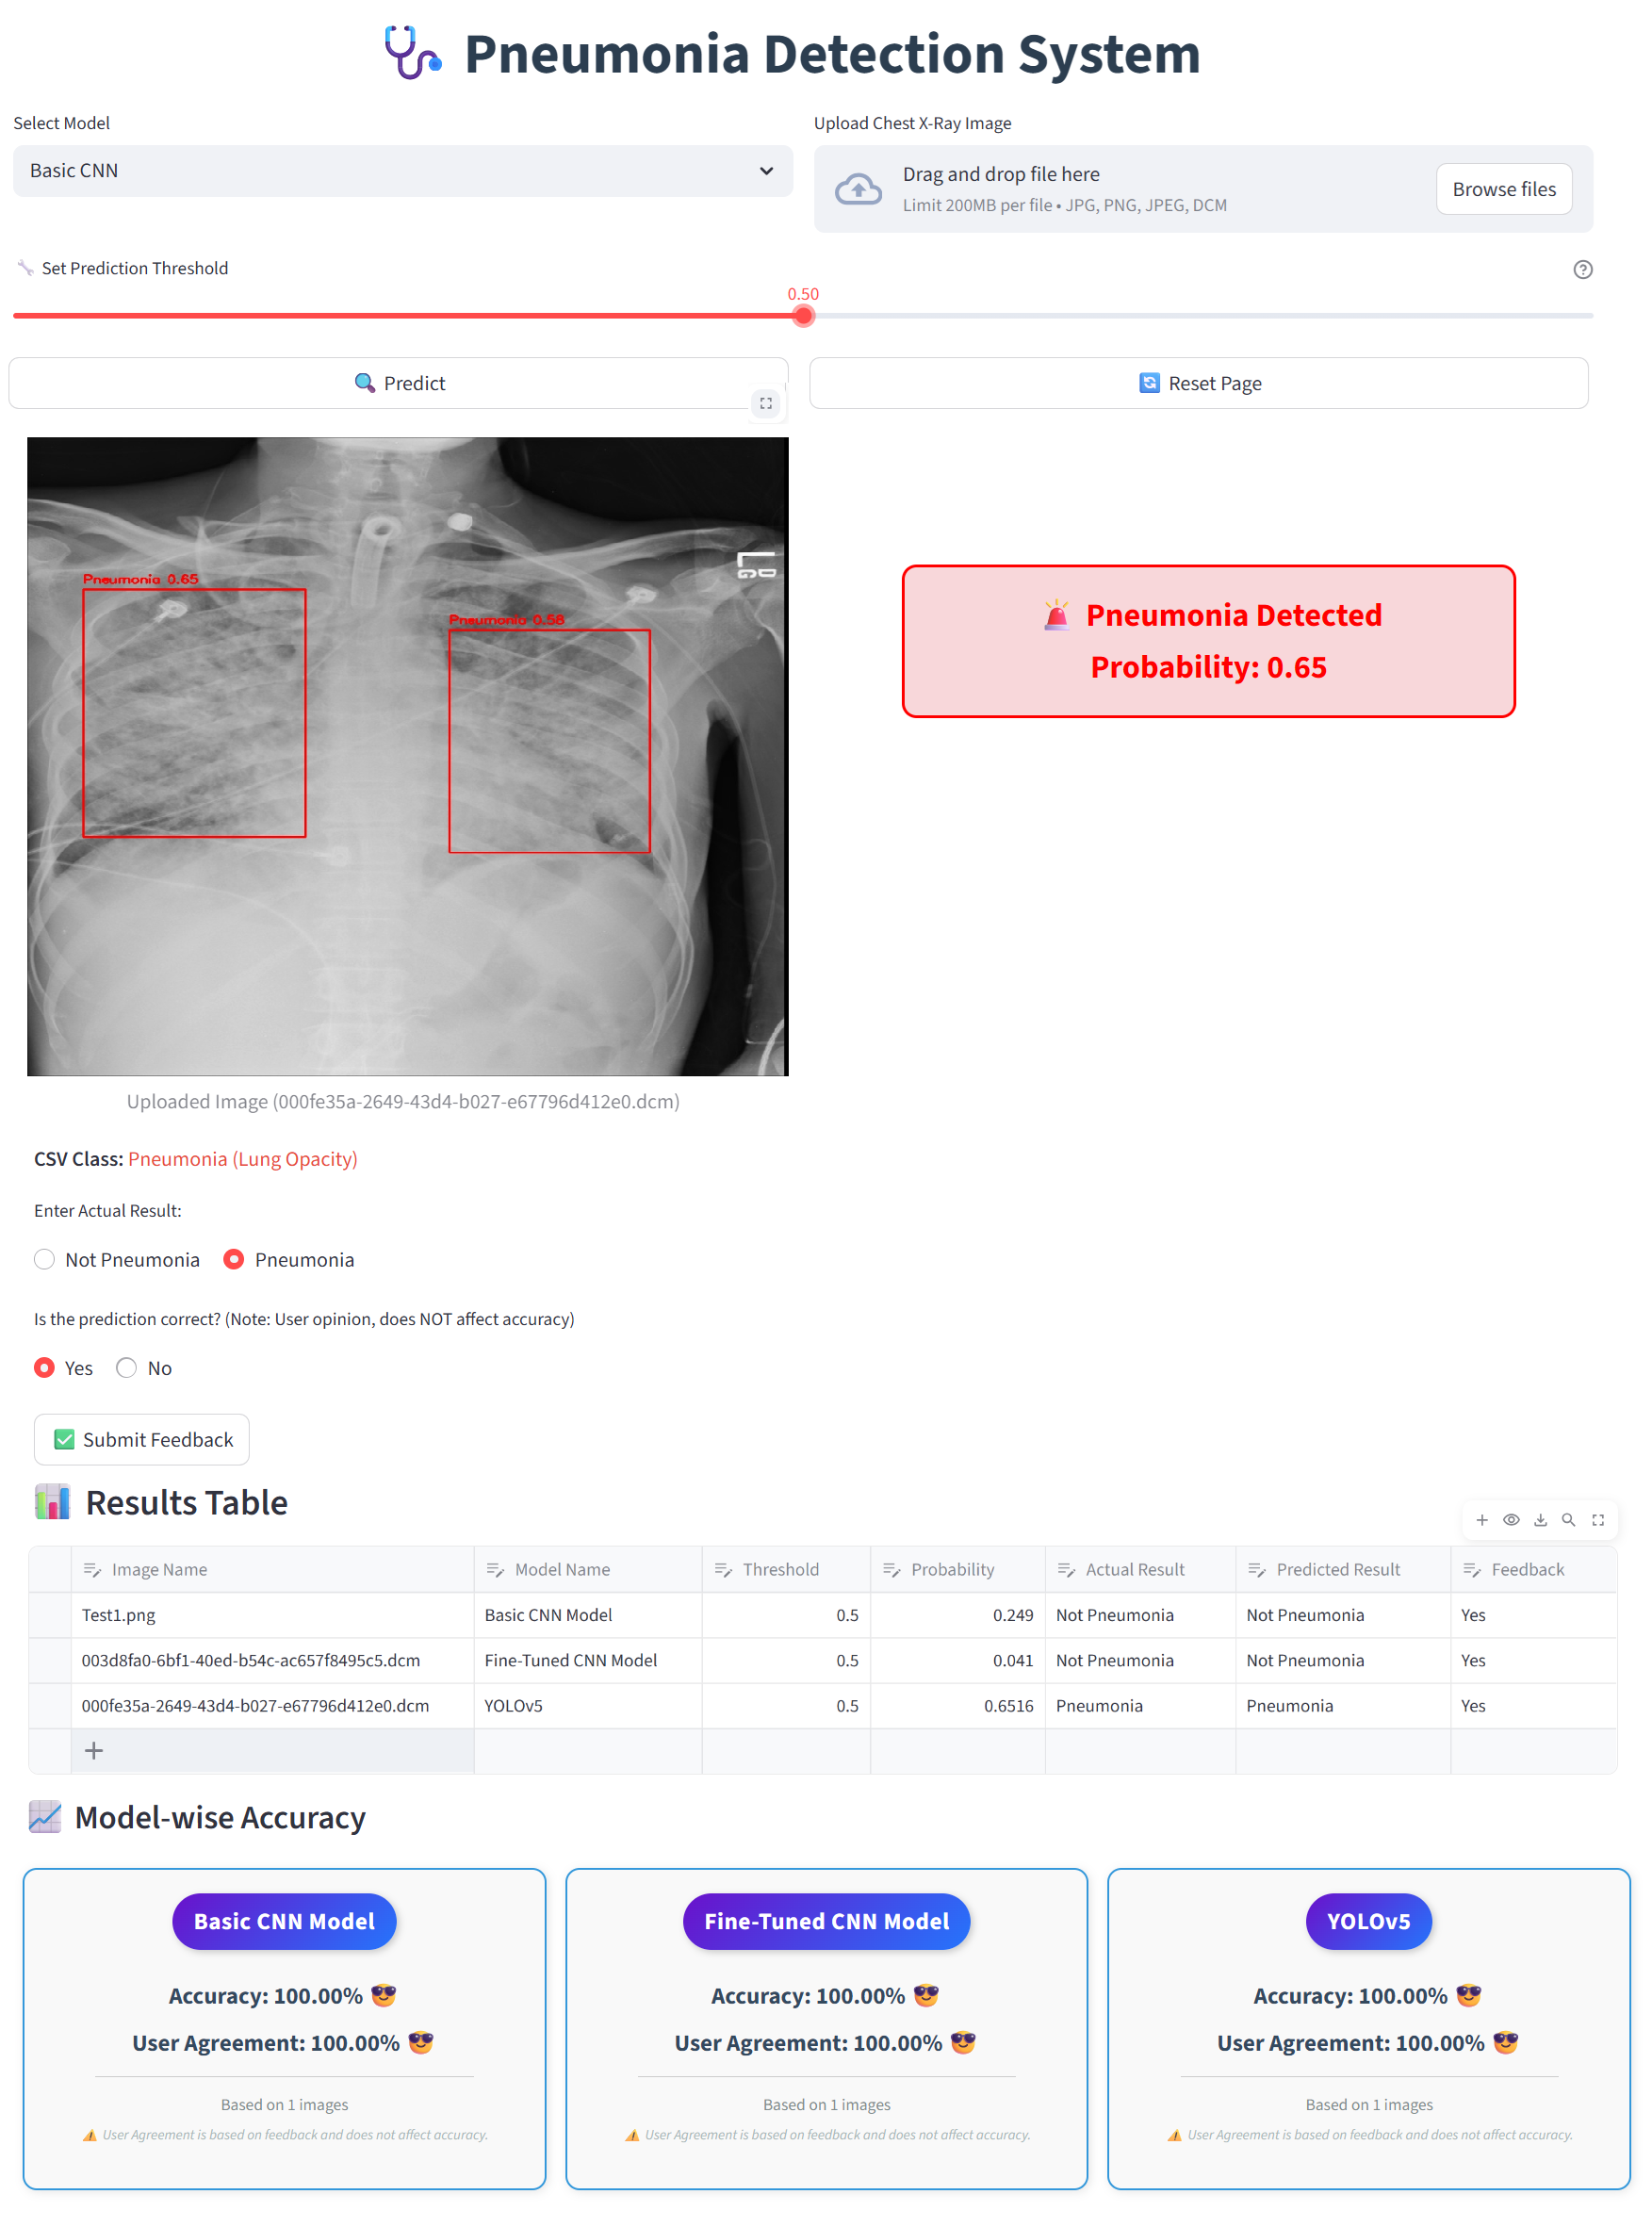 Pneumonia Detection System
Select Model
Upload Chest X-Ray Image
Basic CNN
Drag and drop file here
Limit 200MB per file • JPG, PNG, JPEG, DCM
Browse files
Set Prediction Threshold
0.50
Predict
Reset Page
Pneumonia 0.65
Pneumonia 0.58
Pneumonia Detected
Probability: 0.65
Uploaded Image (000fe35a-2649-43d4-b027-e67796d412e0.dcm)
CSV Class: Pneumonia (Lung Opacity)
Enter Actual Result:
Not Pneumonia Pneumonia
Is the prediction correct? (Note: User opinion, does NOT affect accuracy)
Yes No
Submit Feedback
Results Table
Image Name Model Name Threshold Probability Actual Result Predicted Result Feedback
Test1.png Basic CNN Model 0.5 0.249 Not Pneumonia Not Pneumonia Yes
003d8fa0-6bf1-40ed-b54c-ac657f8495c5.dcm Fine-Tuned CNN Model 0.5 0.041 Not Pneumonia Not Pneumonia Yes
000fe35a-2649-43d4-b027-e67796d412e0.dcm YOLOv5 0.5 0.6516 Pneumonia Pneumonia Yes
Model-wise Accuracy
Basic CNN Model
Accuracy: 100.00%
User Agreement: 100.00%
Based on 1 images
User Agreement is based on feedback and does not affect accuracy.
Fine-Tuned CNN Model
Accuracy: 100.00%
User Agreement: 100.00%
Based on 1 images
User Agreement is based on feedback and does not affect accuracy.
YOLOv5
Accuracy: 100.00%
User Agreement: 100.00%
Based on 1 images
User Agreement is based on feedback and does not affect accuracy.